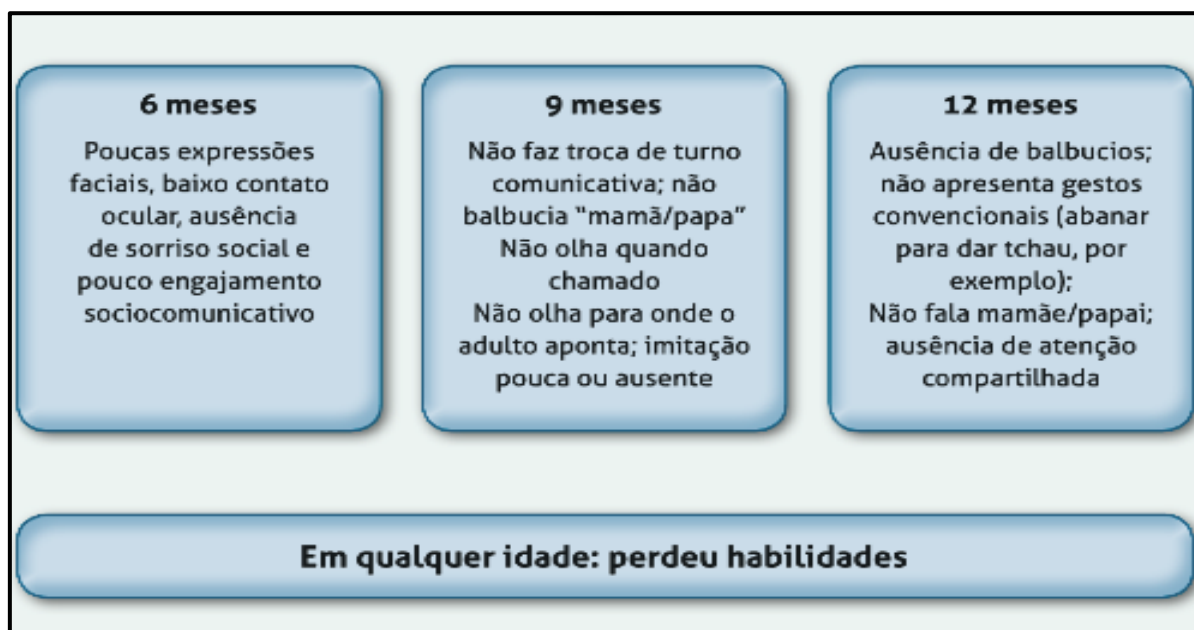 6 meses
Poucas expressões
faciais, baixo contato
ocular, ausência
de sorriso social e
pouco engajamento
sociocomunicativo
9 meses
Não faz troca de turno
comunicativa; não
balbucia “mamã/papa”
Não olha quando
chamado
Não olha para onde o
adulto aponta; imitação
pouca ou ausente
12 meses
Ausência de balbucios;
não apresenta gestos
convencionais (abanar
para dar tchau, por
exemplo);
Não fala mamãe/papai;
ausência de atenção
compartilhada
Em qualquer idade: perdeu habilidades